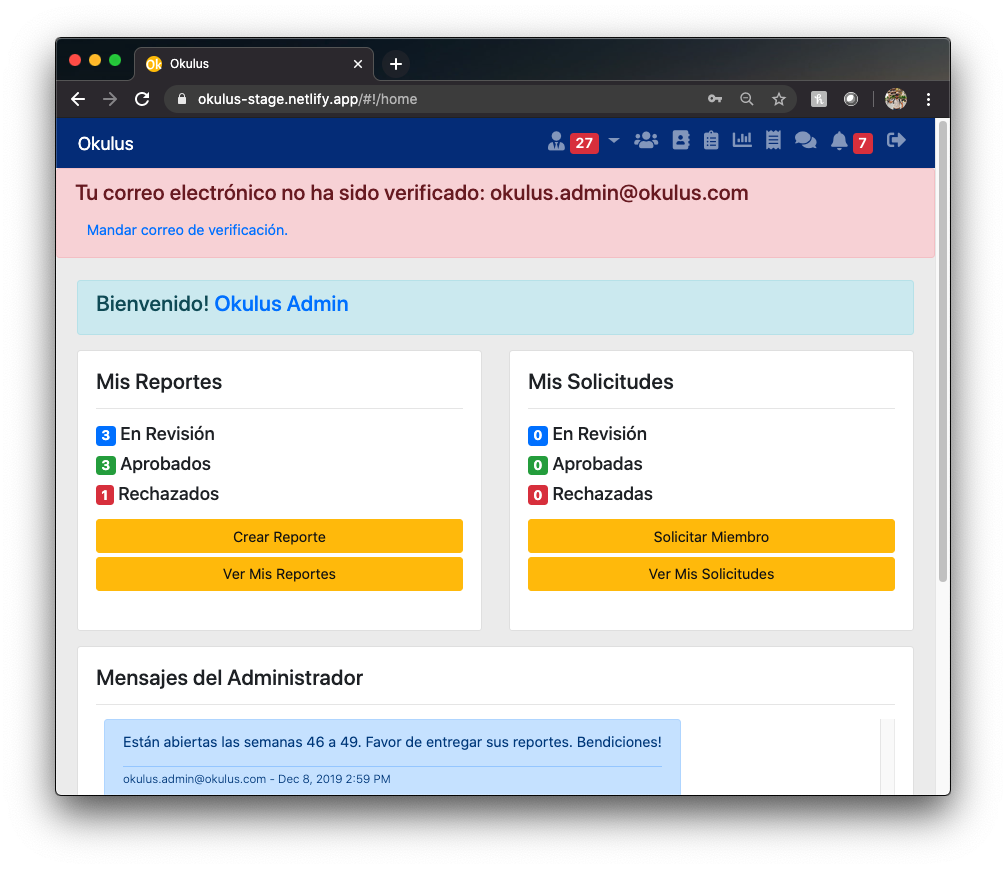 Okulus
okulus-stage.netlify.app/#!/home
Okulus
27
7
Tu correo electrónico no ha sido verificado: okulus.admin@okulus.com
Mandar correo de verificación.
Bienvenido! Okulus Admin
Mis Reportes
3 En Revisión
3 Aprobados
1 Rechazados
Crear Reporte
Ver Mis Reportes
Mis Solicitudes
0 En Revisión
0 Aprobadas
0 Rechazadas
Solicitar Miembro
Ver Mis Solicitudes
Mensajes del Administrador
Están abiertas las semanas 46 a 49. Favor de entregar sus reportes. Bendiciones!
okulus.admin@okulus.com - Dec 8, 2019 2:59 PM